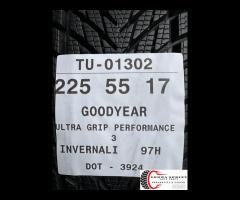 TU-01302
225 55 17
GOODYEAR
ULTRA GRIP PERFORMANCE
3
INVERNALI 97H
DOT - 3924